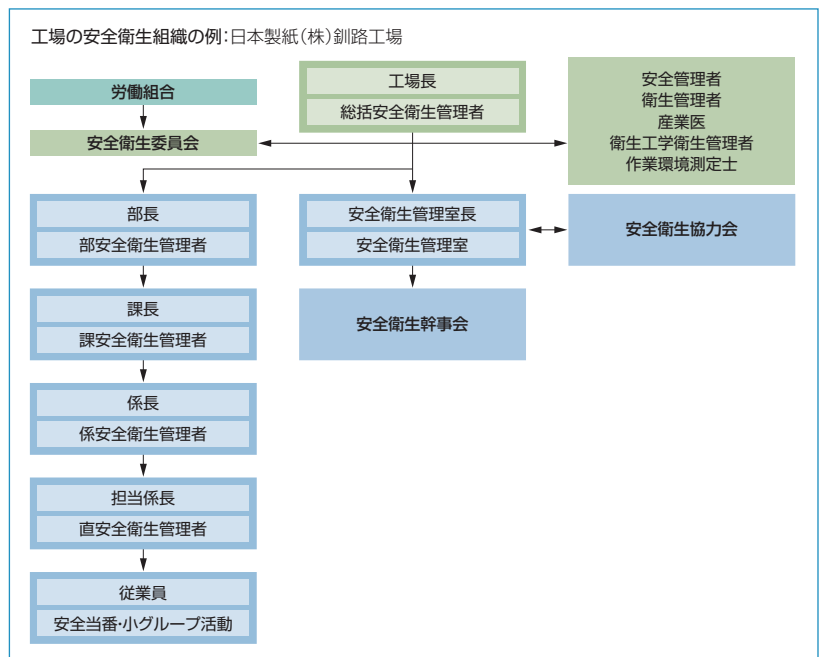 工場の安全衛生組織の例:日本製紙(株)釧路工場
労働組合
安全衛生委員会
工場長
総括安全衛生管理者
安全管理者
衛生管理者
産業医
衛生工学衛生管理者
作業環境測定士
部長
部安全衛生管理者
安全衛生管理室長
安全衛生管理室
安全衛生協力会
課長
課安全衛生管理者
安全衛生幹事会
係長
係安全衛生管理者
担当係長
直安全衛生管理者
従業員
安全当番・小グループ活動